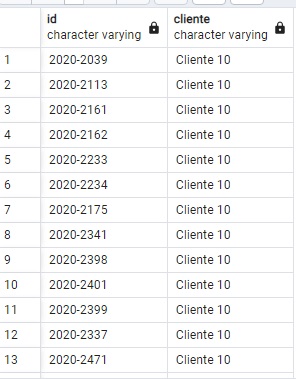 id cliente
character varying character varying
1 2020-2039 Cliente 10
2 2020-2113 Cliente 10
3 2020-2161 Cliente 10
4 2020-2162 Cliente 10
5 2020-2233 Cliente 10
6 2020-2234 Cliente 10
7 2020-2175 Cliente 10
8 2020-2341 Cliente 10
9 2020-2398 Cliente 10
10 2020-2401 Cliente 10
11 2020-2399 Cliente 10
12 2020-2337 Cliente 10
13 2020-2471 Cliente 10